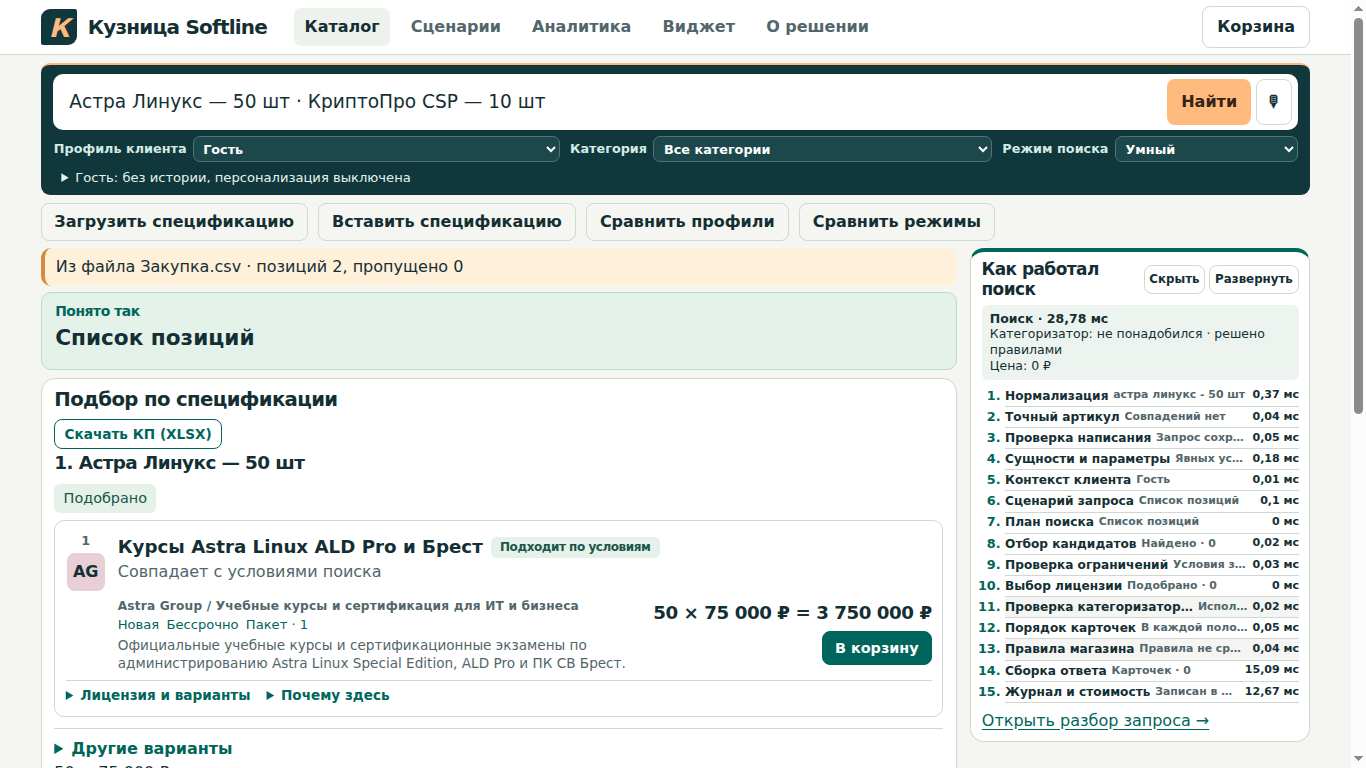 К Кузница Softline Каталог Сценарии Аналитика Виджет О решении Корзина
Астра Линукс — 50 шт · КриптоПро CSP — 10 шт Найти
Профиль клиента Гость Категория Все категории Режим поиска Умный
Гость: без истории, персонализация выключена
Загрузить спецификацию Вставить спецификацию Сравнить профили Сравнить режимы
Из файла Закупка.csv · позиций 2, пропущено 0
Понято так
Список позиций
Подбор по спецификации
Скачать КП (XLSX)
1. Астра Линукс — 50 шт
Подобрано
1
AG
Курсы Astra Linux ALD Pro и Брест Подходит по условиям
Совпадает с условиями поиска
Astra Group / Учебные курсы и сертификация для ИТ и бизнеса
Новая Бессрочно Пакет · 1
Официальные учебные курсы и сертификационные экзамены по
администрированию Astra Linux Special Edition, ALD Pro и ПК СВ Брест.
50 × 75 000 ₽ = 3 750 000 ₽
В корзину
Лицензия и варианты Почему здесь
Другие варианты
Как работал
поиск
Скрыть Развернуть
Поиск · 28,78 мс
Категоризатор: не понадобился · решено
правилами
Цена: 0 ₽
1. Нормализация астра линукс - 50 шт 0,37 мс
2. Точный артикул Совпадений нет 0,04 мс
3. Проверка написания Запрос сохр... 0,05 мс
4. Сущности и параметры Явных ус... 0,18 мс
5. Контекст клиента Гость 0,01 мс
6. Сценарий запроса Список позиций 0,1 мс
7. План поиска Список позиций 0 мс
8. Отбор кандидатов Найдено · 0 0,02 мс
9. Проверка ограничений Условия з... 0,03 мс
10. Выбор лицензии Подобрано · 0 0 мс
11. Проверка категоризатор... Испол... 0,02 мс
12. Порядок карточек В каждой поло... 0,05 мс
13. Правила магазина Правила не ср... 0,04 мс
14. Сборка ответа Карточек · 0 15,09 мс
15. Журнал и стоимость Записан в ... 12,67 мс
Открыть разбор запроса →